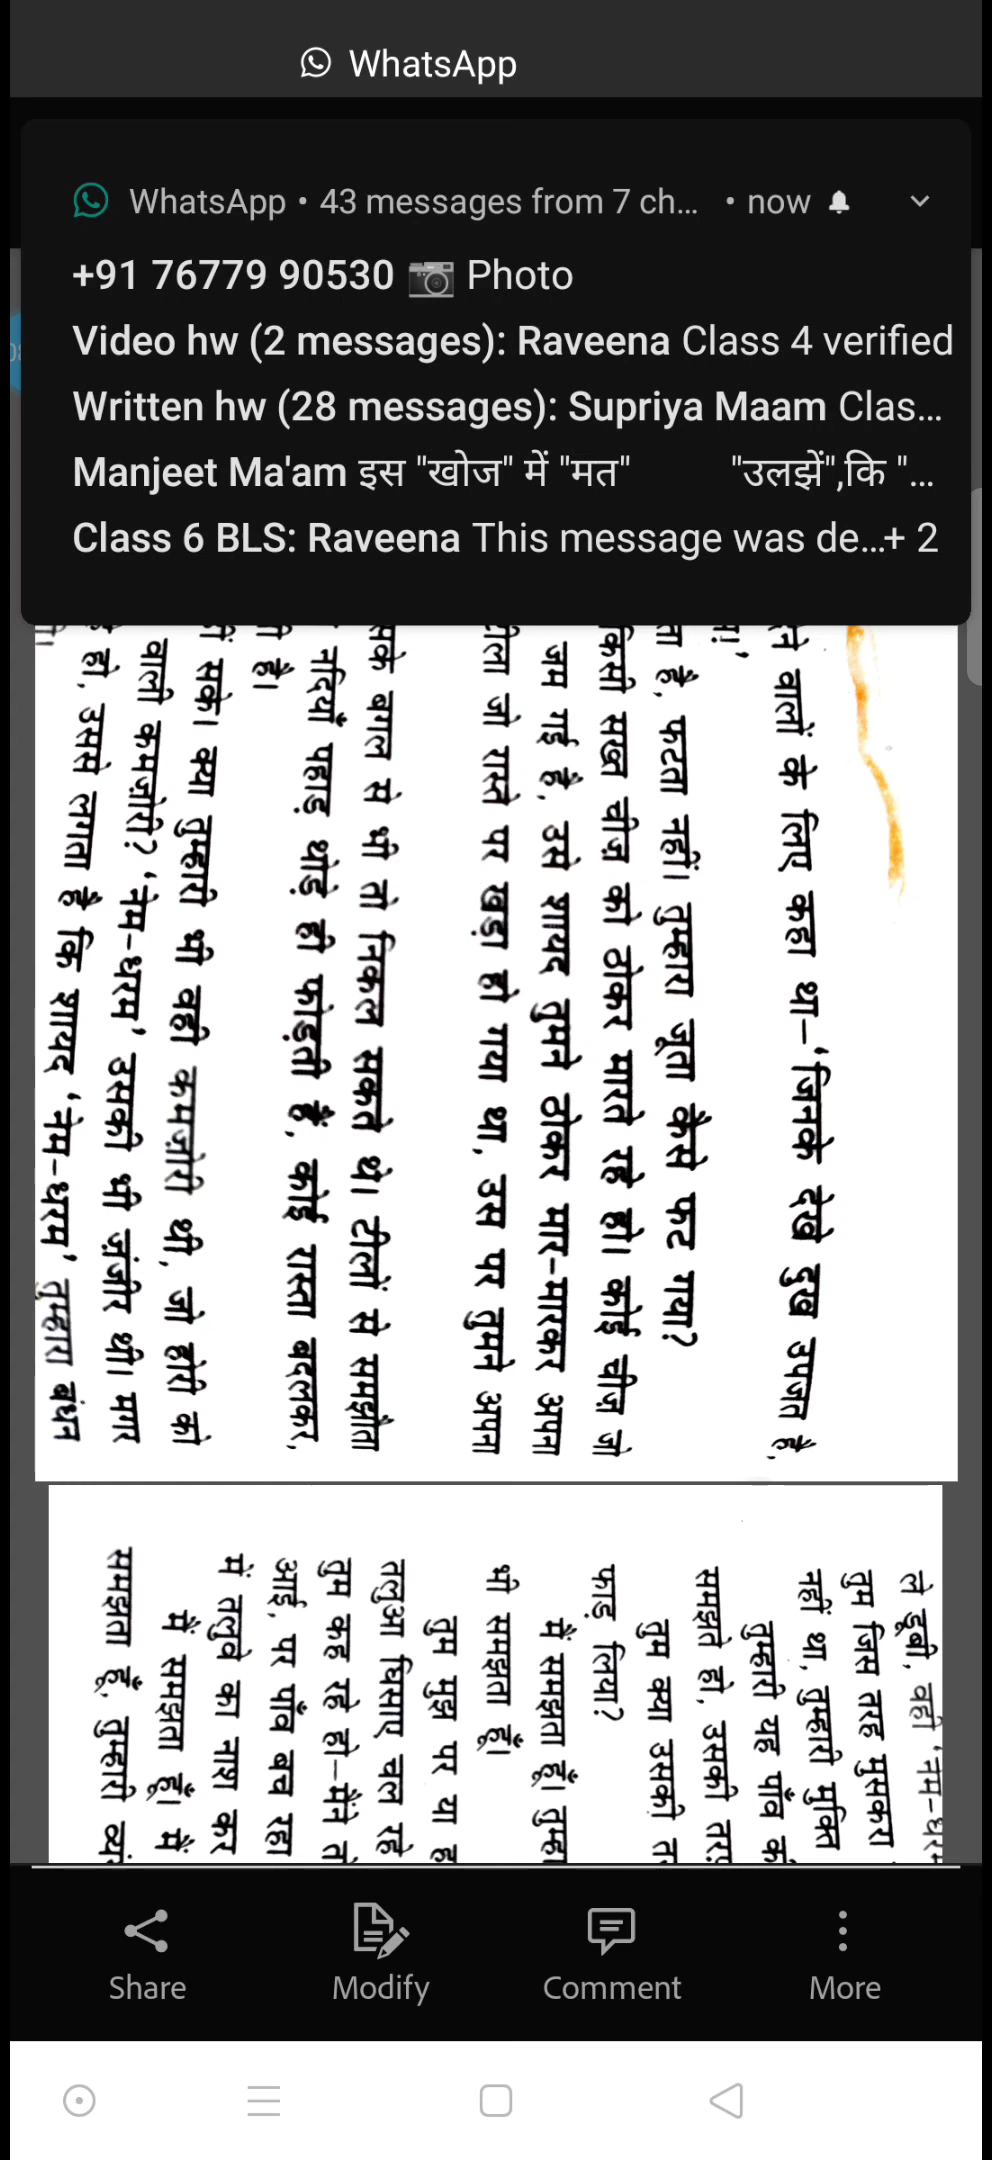 WhatsApp
WhatsApp • 43 messages from 7 ch... • now
+91 76779 90530 📷 Photo
Video hw (2 messages): Raveena Class 4 verified
Written hw (28 messages): Supriya Maam Clas...
Manjeet Ma'am इस "खोज" में "मत" "उलझें",कि "...
Class 6 BLS: Raveena This message was de...+ 2
वालों के लिए कहा था—‘जिनके देखे दुख उपजत है,
है, फटता नहीं। तुम्हारा जूता कैसे फट गया?
किसी सख्त चीज़ को ठोकर मारते रहे हो। कोई चीज़ जो
जम गई है, उसे शायद तुमने ठोकर मार-मारकर अपना
टीला जो रास्ते पर खड़ा हो गया था, उस पर तुमने अपना
बगल से भी तो निकल सकते थे। टीलों से समझौता
नदियाँ पहाड़ थोड़े ही फोड़ती हैं, कोई रास्ता बदलकर,
है।
सके। क्या तुम्हारी भी वही कमज़ोरी थी, जो होरी को
वाली कमज़ोरी? ‘नेम-धरम’ उसकी भी ज़ंजीर थी। मगर
हो, उससे लगता है कि शायद ‘नेम-धरम’ तुम्हारा बंधन
ले डूबी, वही ‘नेम-धरम
तुम जिस तरह मुसकरा
नहीं था, तुम्हारी मुक्ति
तुम्हारी यह पाँव
समझते हो, उसकी
तुम क्या उसकी
फाड़ लिया?
मैं समझता हूँ। तुम्हा
भी समझता हूँ।
तुम मुझ पर या
तलुआ घिसाए चल रहे
तुम कह रहे हो—मैंने
आई, पर पाँव बच रहा
में तलुवे का नाश कर
मैं समझता हूँ। मैं
समझता हूँ, तुम्हारी
Share
Modify
Comment
More